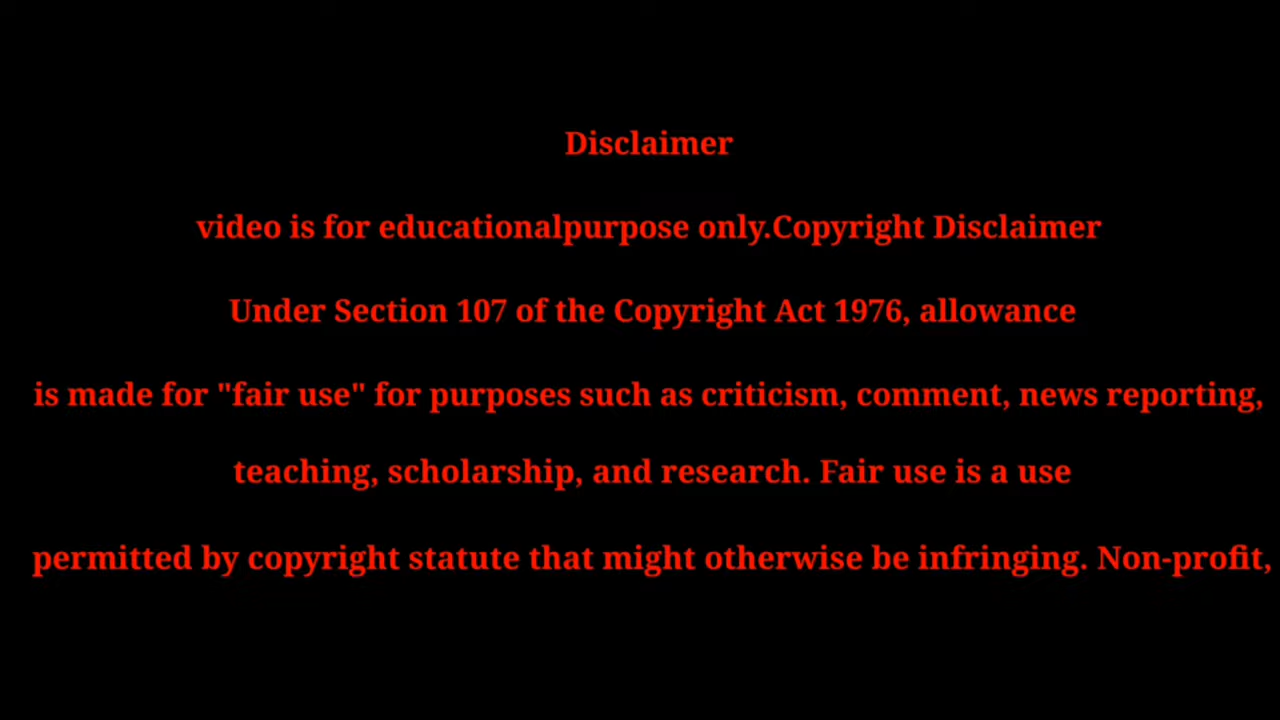 Disclaimer
video is for educationalpurpose only.Copyright Disclaimer
Under Section 107 of the Copyright Act 1976, allowance
is made for "fair use" for purposes such as criticism, comment, news reporting,
teaching, scholarship, and research. Fair use is a use
permitted by copyright statute that might otherwise be infringing. Non-profit,